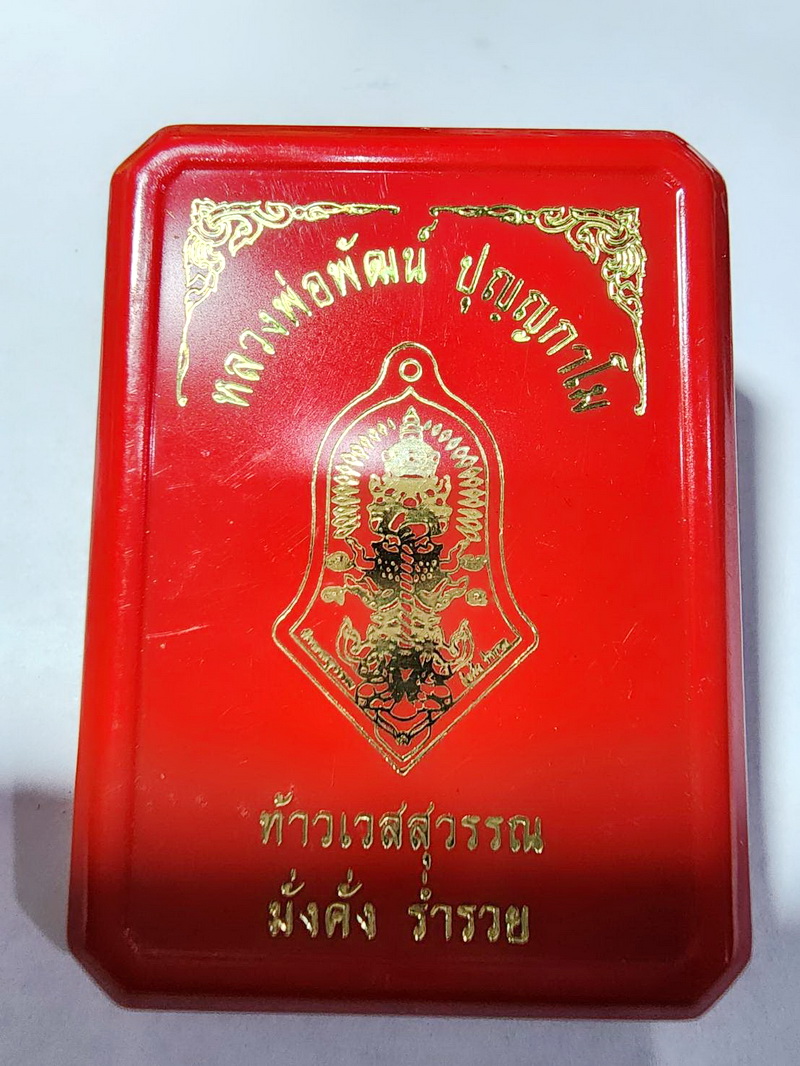 หลวงพ่อพัฒน์ ปุญฺญกาโม
ท้าวเวสสุวรรณ
มั่งคั่ง ร่ำรวย